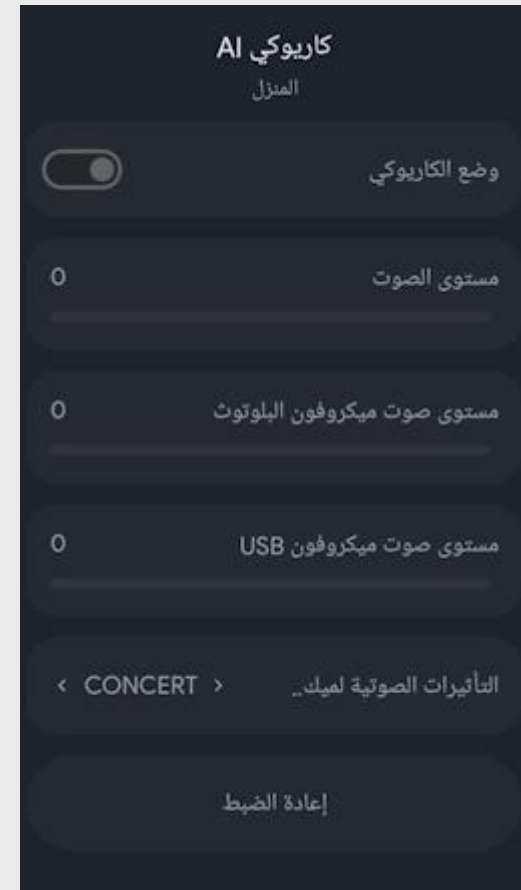 كاريوكي AI
المنزل
وضع الكاريوكي
مستوى الصوت 0
مستوى صوت ميكروفون البلوتوث 0
مستوى صوت ميكروفون USB 0
التأثيرات الصوتية لميك.. < CONCERT >
إعادة الضبط